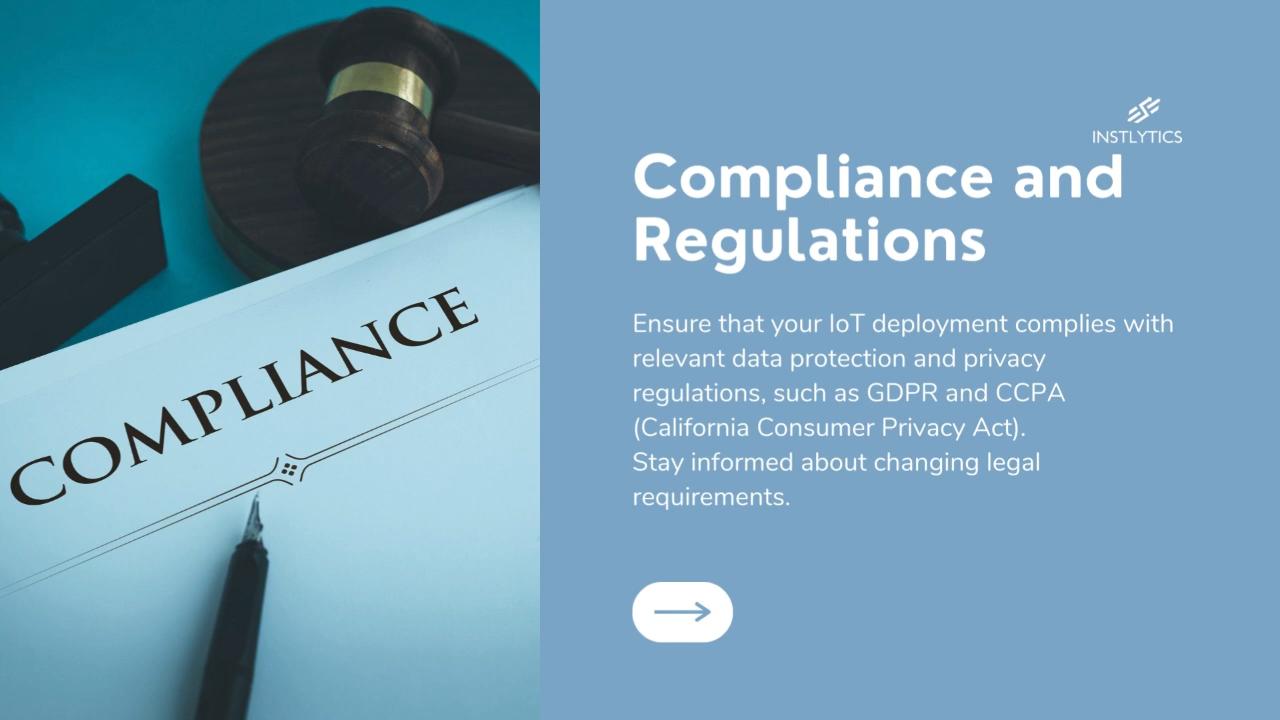 COMPLIANCE
INSTLYTICS
Compliance and
Regulations
Ensure that your IoT deployment complies with
relevant data protection and privacy
regulations, such as GDPR and CCPA
(California Consumer Privacy Act).
Stay informed about changing legal
requirements.